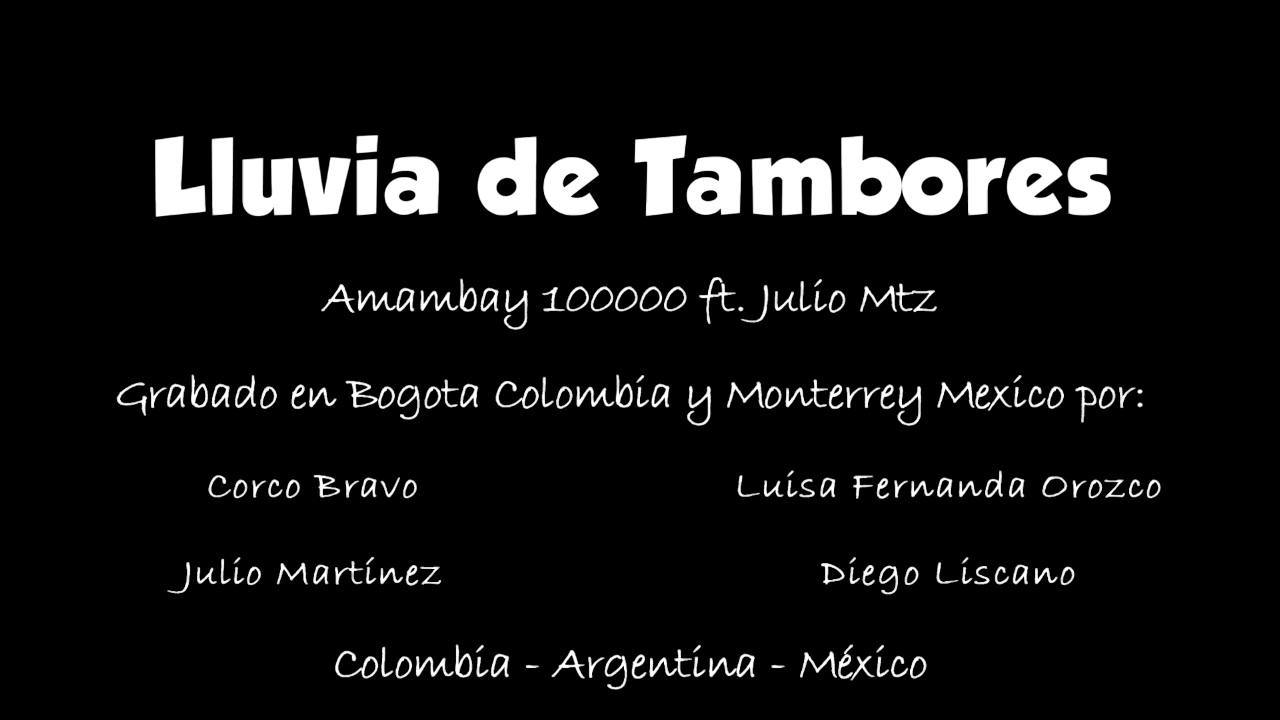 Lluvia de Tambores
Amambay 100000 ft. Julio Mtz
Grabado en Bogota Colombia y Monterrey Mexico por:
Corco Bravo
Luisa Fernanda Orozco
Julio Martínez
Diego Liscano
Colombia - Argentina - México